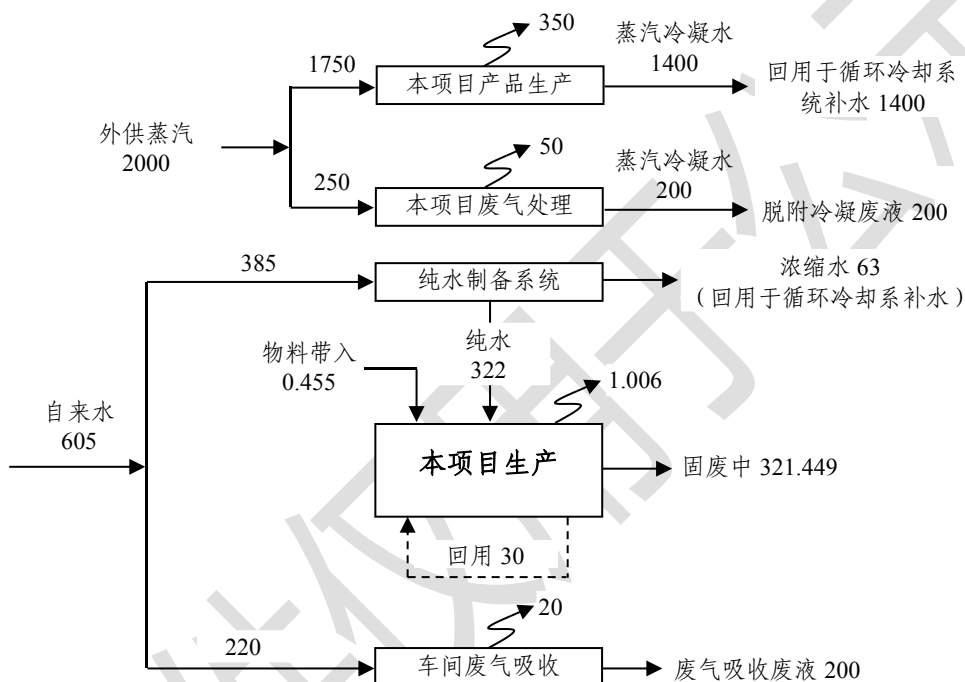 350
蒸汽冷凝水
1400
1750
本项目产品生产
回用于循环冷却系
统补水 1400
外供蒸汽
2000
50
蒸汽冷凝水
200
250
本项目废气处理
脱附冷凝废液 200
385
纯水制备系统
浓缩水 63
（回用于循环冷却系补水）
纯水
322
物料带入
0.455
1.006
自来水
605
本项目生产
固废中 321.449
回用 30
20
220
车间废气吸收
废气吸收废液 200